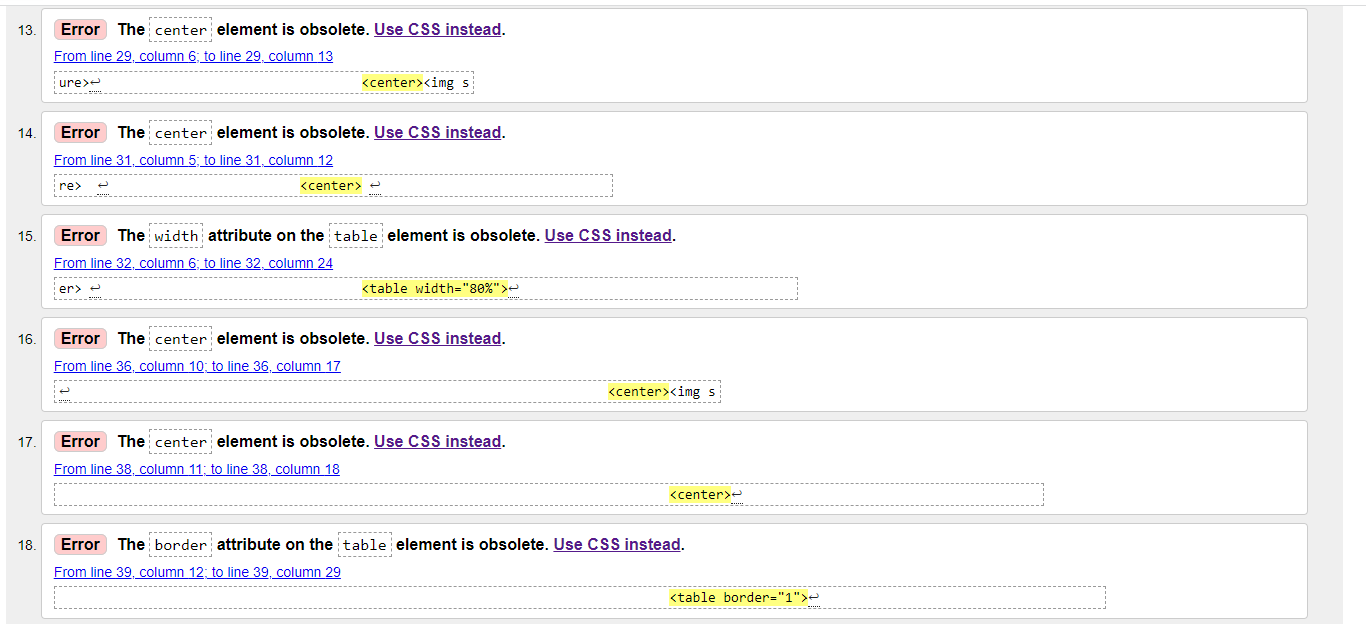 13. Error The center element is obsolete. Use CSS instead.
From line 29, column 6; to line 29, column 13
ure>↩ <center><img s
14. Error The center element is obsolete. Use CSS instead.
From line 31, column 5; to line 31, column 12
re> ↩ <center> ↩
15. Error The width attribute on the table element is obsolete. Use CSS instead.
From line 32, column 6; to line 32, column 24
er> ↩ <table width="80%">↩
16. Error The center element is obsolete. Use CSS instead.
From line 36, column 10; to line 36, column 17
↩ <center><img s
17. Error The center element is obsolete. Use CSS instead.
From line 38, column 11; to line 38, column 18
<center>↩
18. Error The border attribute on the table element is obsolete. Use CSS instead.
From line 39, column 12; to line 39, column 29
<table border="1">↩